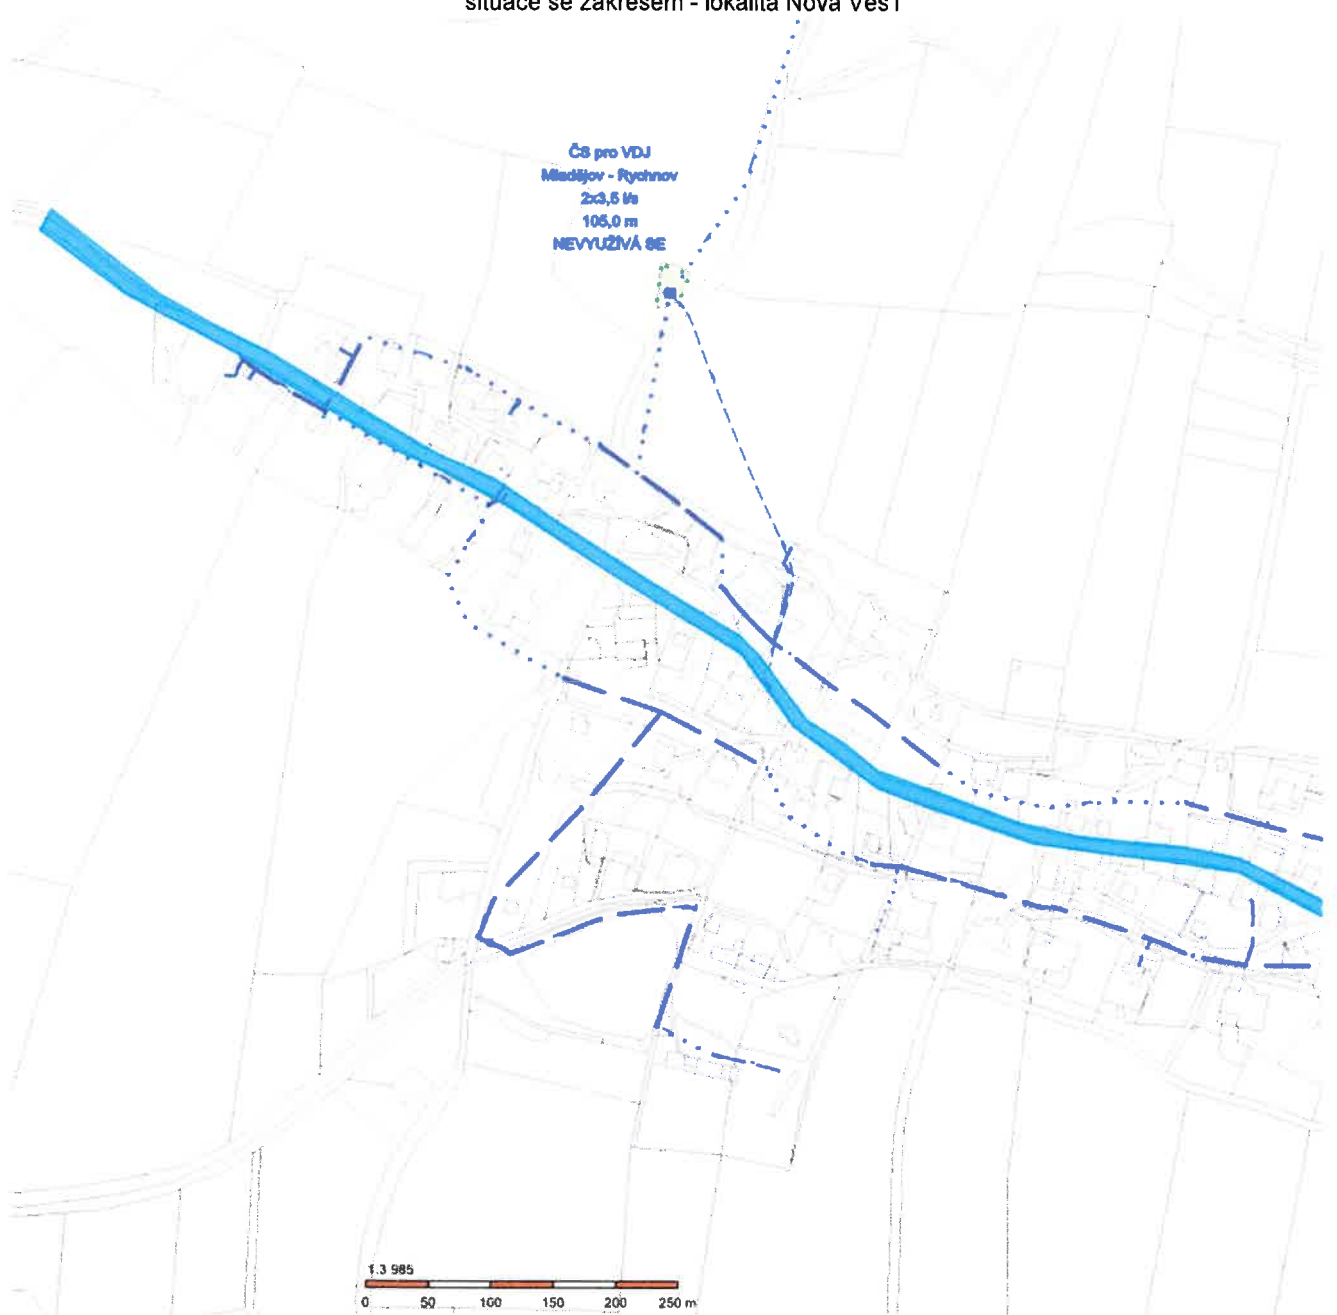 situace se zákresem - lokalita Nová Ves1
ČS pro VDJ
Mladějov - Rychnov
2x3,5 l/s
105,0 m
NEVYUŽÍVÁ SE
1:3 985
0 50 100 150 200 250 m